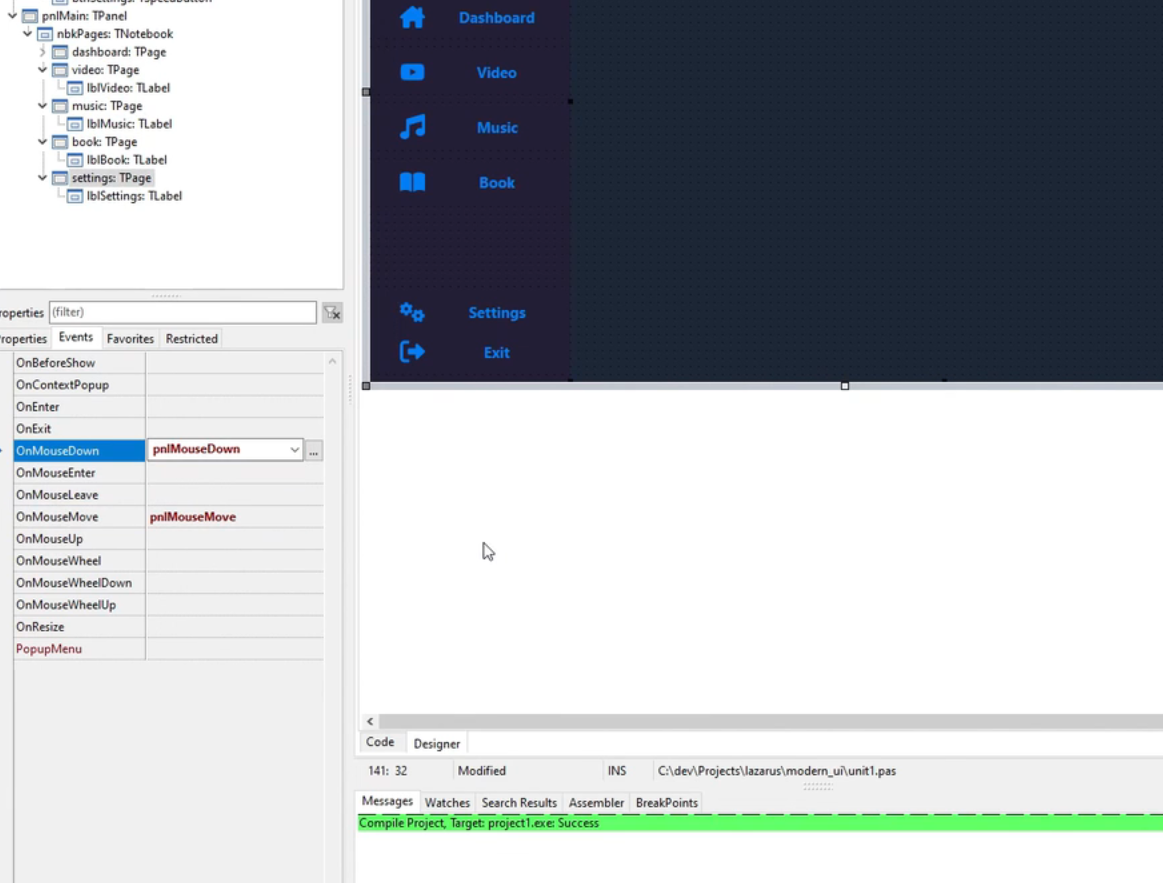 pnlMain: TPanel
nbkPages: TNotebook
dashboard: TPage
video: TPage
lblVideo: TLabel
music: TPage
lblMusic: TLabel
book: TPage
lblBook: TLabel
settings: TPage
lblSettings: TLabel
roperties (filter)
roperties Events Favorites Restricted
OnBeforeShow
OnContextPopup
OnEnter
OnExit
OnMouseDown pnlMouseDown ...
OnMouseEnter
OnMouseLeave
OnMouseMove pnlMouseMove
OnMouseUp
OnMouseWheel
OnMouseWheelDown
OnMouseWheelUp
OnResize
PopupMenu
Dashboard
Video
Music
Book
Settings
Exit
Code Designer
141: 32 Modified INS C:\dev\Projects\lazarus\modern_ui\unit1.pas
Messages Watches Search Results Assembler BreakPoints
Compile Project, Target: project1.exe: Success